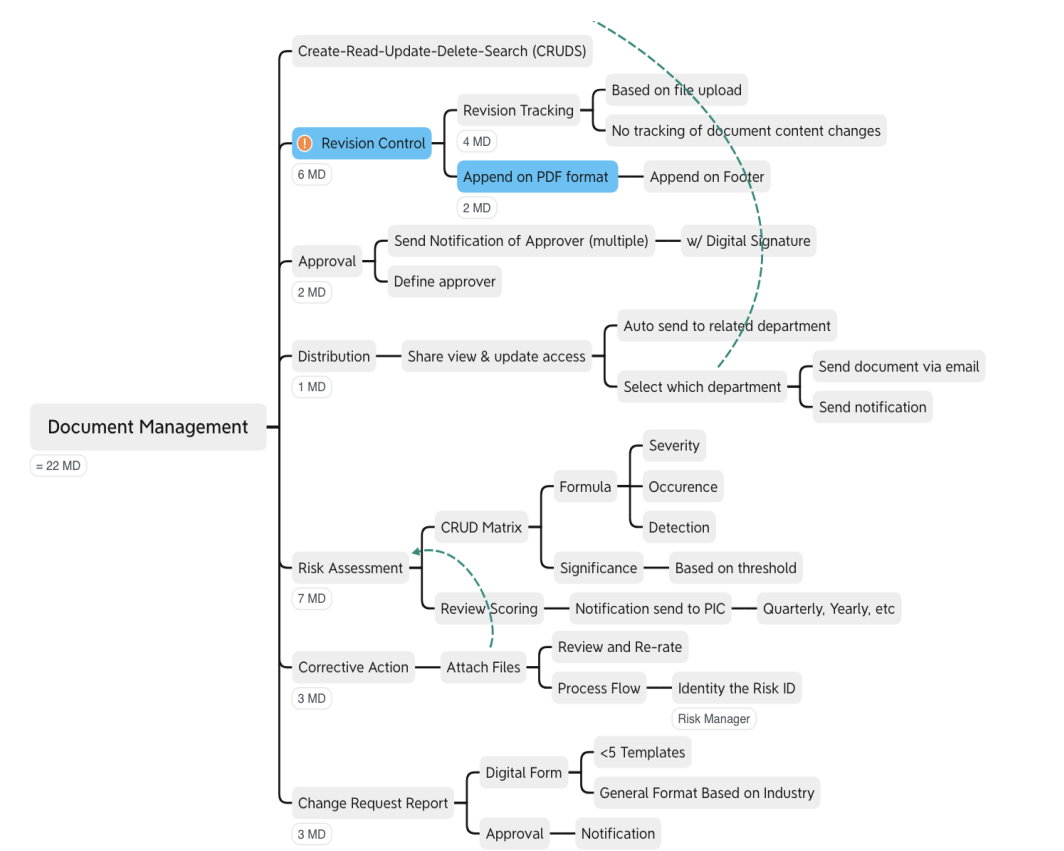 Document Management
= 22 MD
Create-Read-Update-Delete-Search (CRUDS)
Revision Control
6 MD
Revision Tracking
4 MD
Based on file upload
No tracking of document content changes
Append on PDF format
2 MD
Append on Footer
Approval
2 MD
Send Notification of Approver (multiple)
w/ Digital Signature
Define approver
Distribution
1 MD
Share view & update access
Auto send to related department
Select which department
Send document via email
Send notification
Risk Assessment
7 MD
CRUD Matrix
Formula
Severity
Occurence
Detection
Significance
Based on threshold
Review Scoring
Notification send to PIC
Quarterly, Yearly, etc
Corrective Action
3 MD
Attach Files
Review and Re-rate
Process Flow
Identity the Risk ID
Risk Manager
Change Request Report
3 MD
Digital Form
<5 Templates
General Format Based on Industry
Approval
Notification